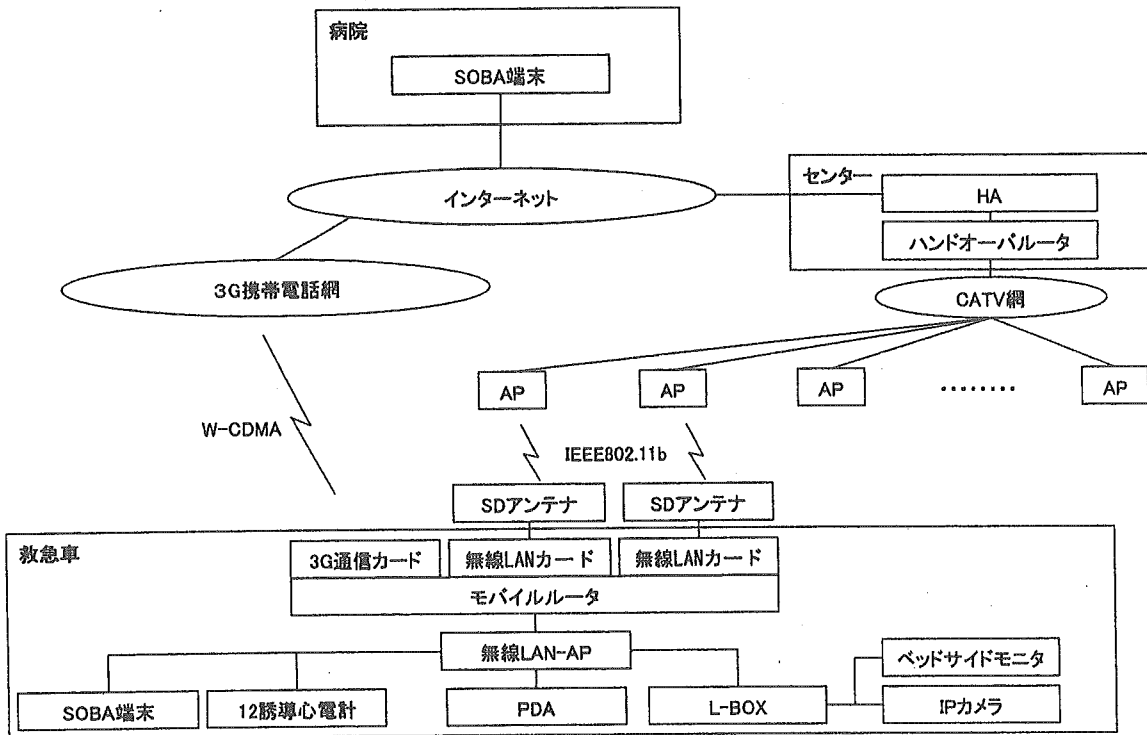 病院
SOBA端末
インターネット
センター
HA
ハンドオーバルータ
3G携帯電話網
CATV網
AP
AP
AP
........
AP
W-CDMA
IEEE802.11b
SDアンテナ
SDアンテナ
救急車
3G通信カード
無線LANカード
無線LANカード
モバイルルータ
無線LAN-AP
ベッドサイドモニタ
SOBA端末
12誘導心電計
PDA
L-BOX
IPカメラ